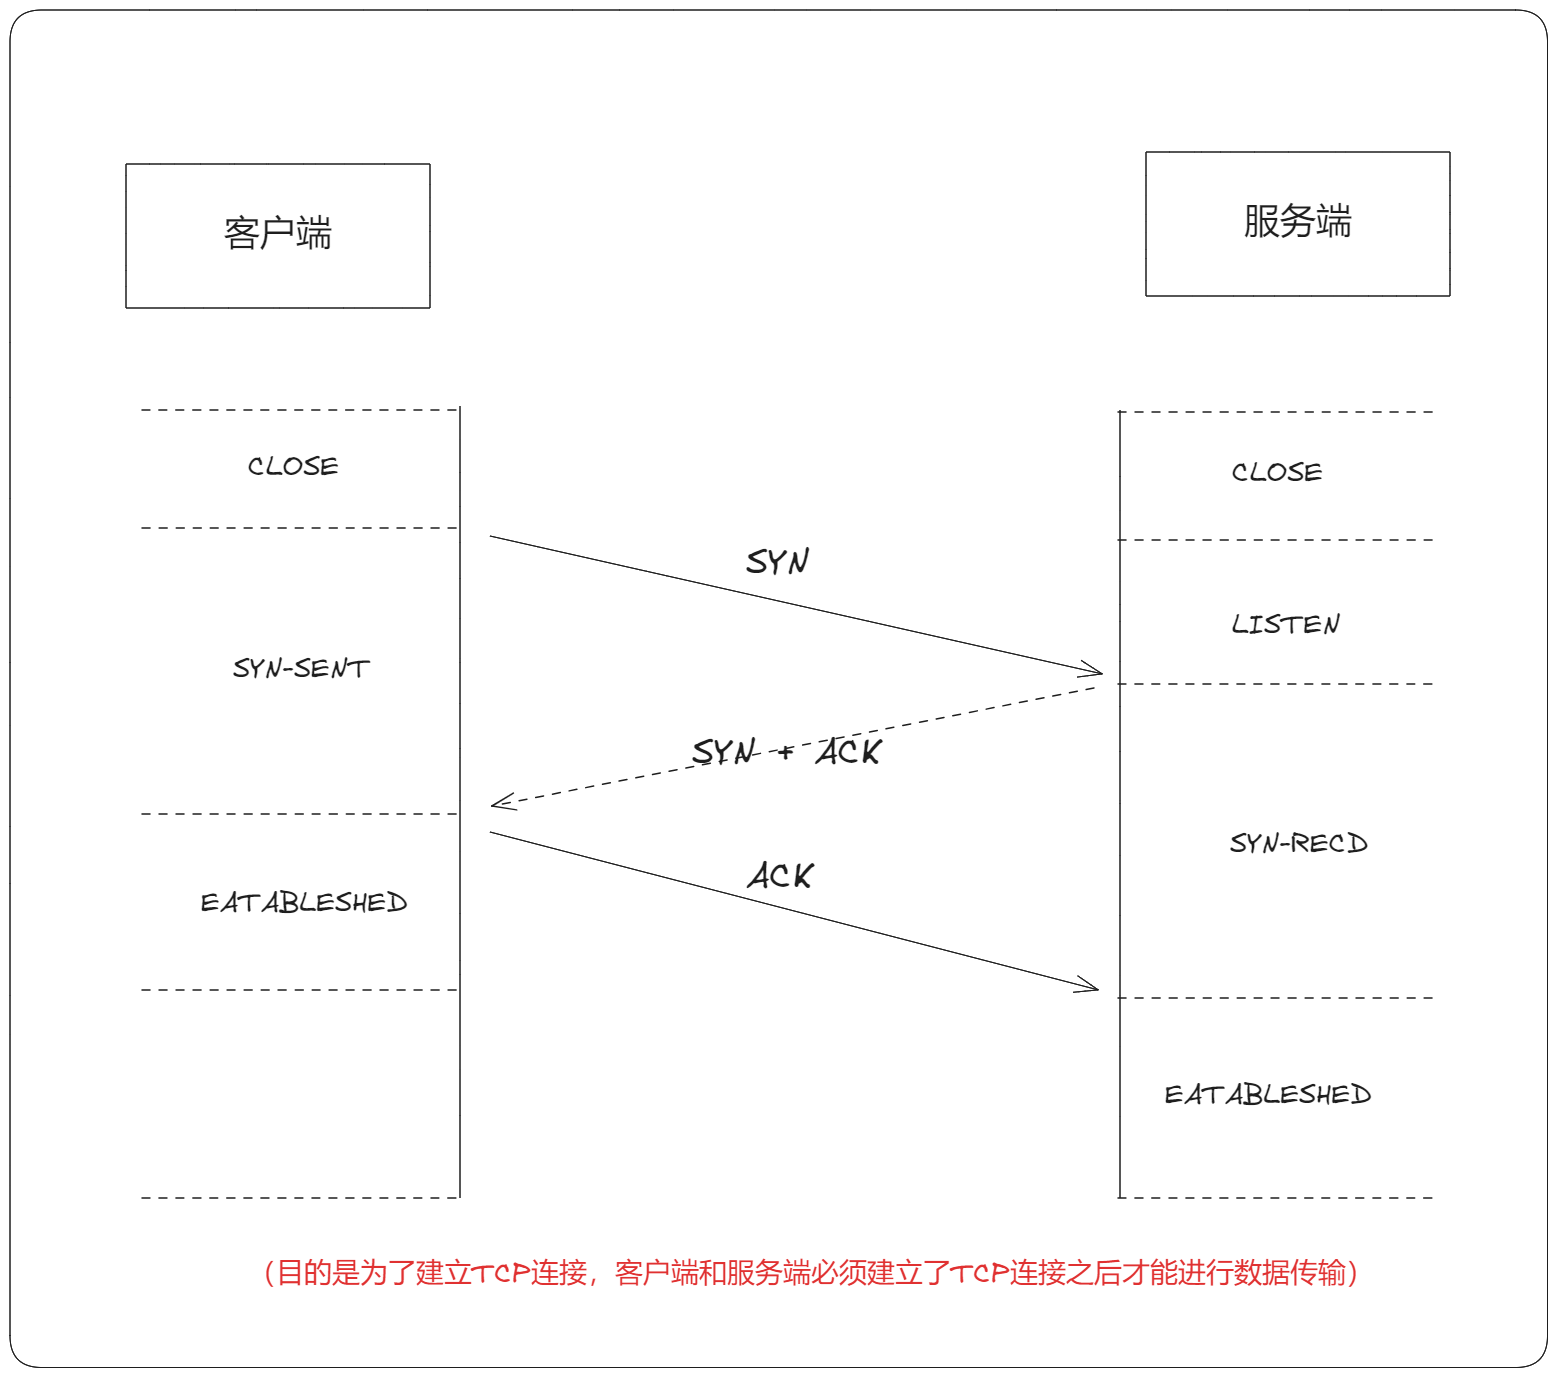 客户端
服务端
CLOSE
CLOSE
SYN
LISTEN
SYN-SENT
SYN + ACK
SYN-RECD
ACK
EATABLESHED
EATABLESHED
（目的是为了建立TCP连接，客户端和服务端必须建立了TCP连接之后才能进行数据传输）